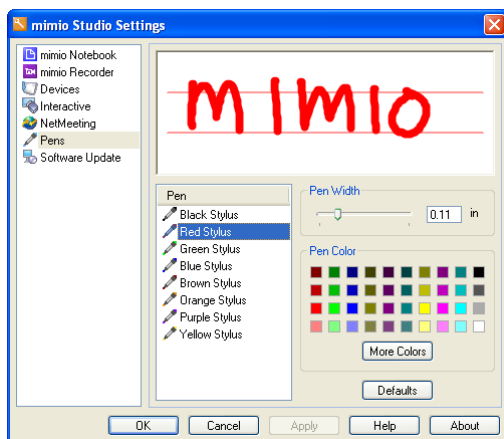 mimio Studio Settings
mimio Notebook
mimio Recorder
Devices
Interactive
NetMeeting
Pens
Software Update
mimio
Pen
Black Stylus
Red Stylus
Green Stylus
Blue Stylus
Brown Stylus
Orange Stylus
Purple Stylus
Yellow Stylus
Pen Width
0.11 in
Pen Color
More Colors
Defaults
OK Cancel Apply Help About